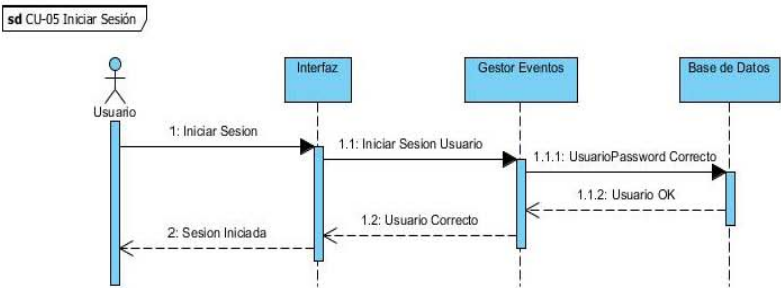 sd CU-05 Iniciar Sesión
Interfaz
Gestor Eventos
Base de Datos
Usuario
1: Iniciar Sesion
1.1: Iniciar Sesion Usuario
1.1.1: UsuarioPassword Correcto
1.1.2: Usuario OK
1.2: Usuario Correcto
2: Sesion Iniciada